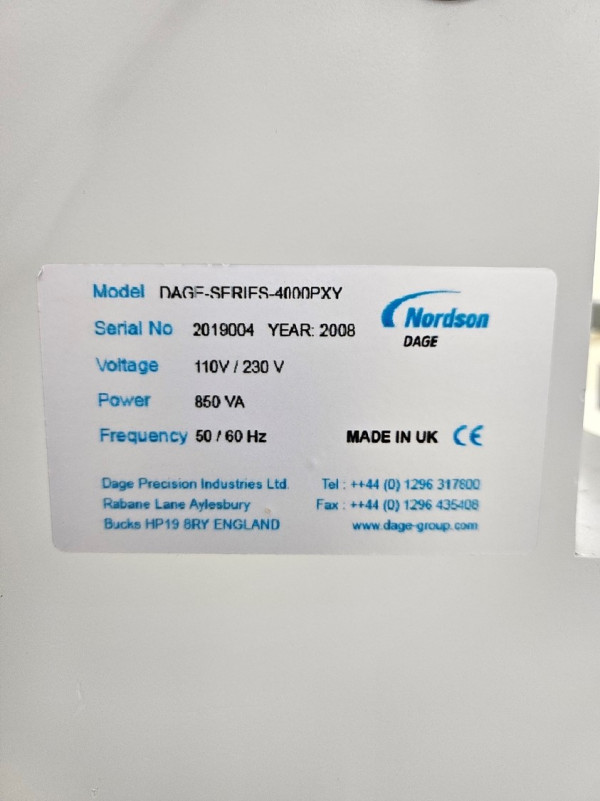 Model DAGE-SERIES-4000PXY
Serial No 2019004 YEAR: 2008
Nordson
DAGE
Voltage 110V / 230 V
Power 850 VA
Frequency 50 / 60 Hz
MADE IN UK CE
Dage Precision Industries Ltd. Tel : ++44 (0) 1296 317800
Rabane Lane Aylesbury Fax : ++44 (0) 1296 435408
Bucks HP19 8RY ENGLAND www.dage-group.com